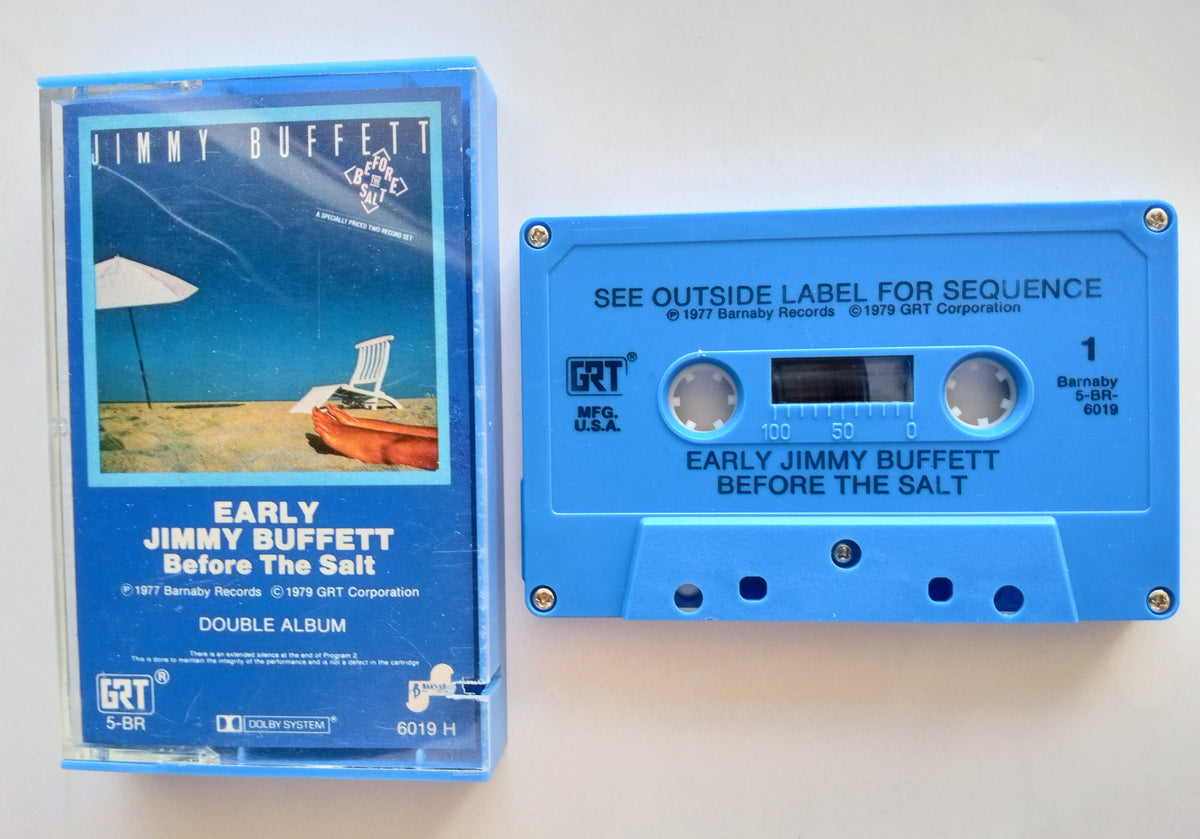 JIMMY BUFFETT
BEFORE
THE
SALT
A SPECIALLY PRICED TWO-RECORD SET
EARLY
JIMMY BUFFETT
Before The Salt
℗ 1977 Barnaby Records © 1979 GRT Corporation
DOUBLE ALBUM
There is an extended silence at the end of Program 2
This is done to maintain the integrity of the performance and is not a defect in the cartridge
GRT®
5-BR
DOLBY SYSTEM®
6019 H
SEE OUTSIDE LABEL FOR SEQUENCE
℗ 1977 Barnaby Records © 1979 GRT Corporation
GRT®
MFG.
U.S.A.
1
Barnaby
5-BR-
6019
100 50 0
EARLY JIMMY BUFFETT
BEFORE THE SALT